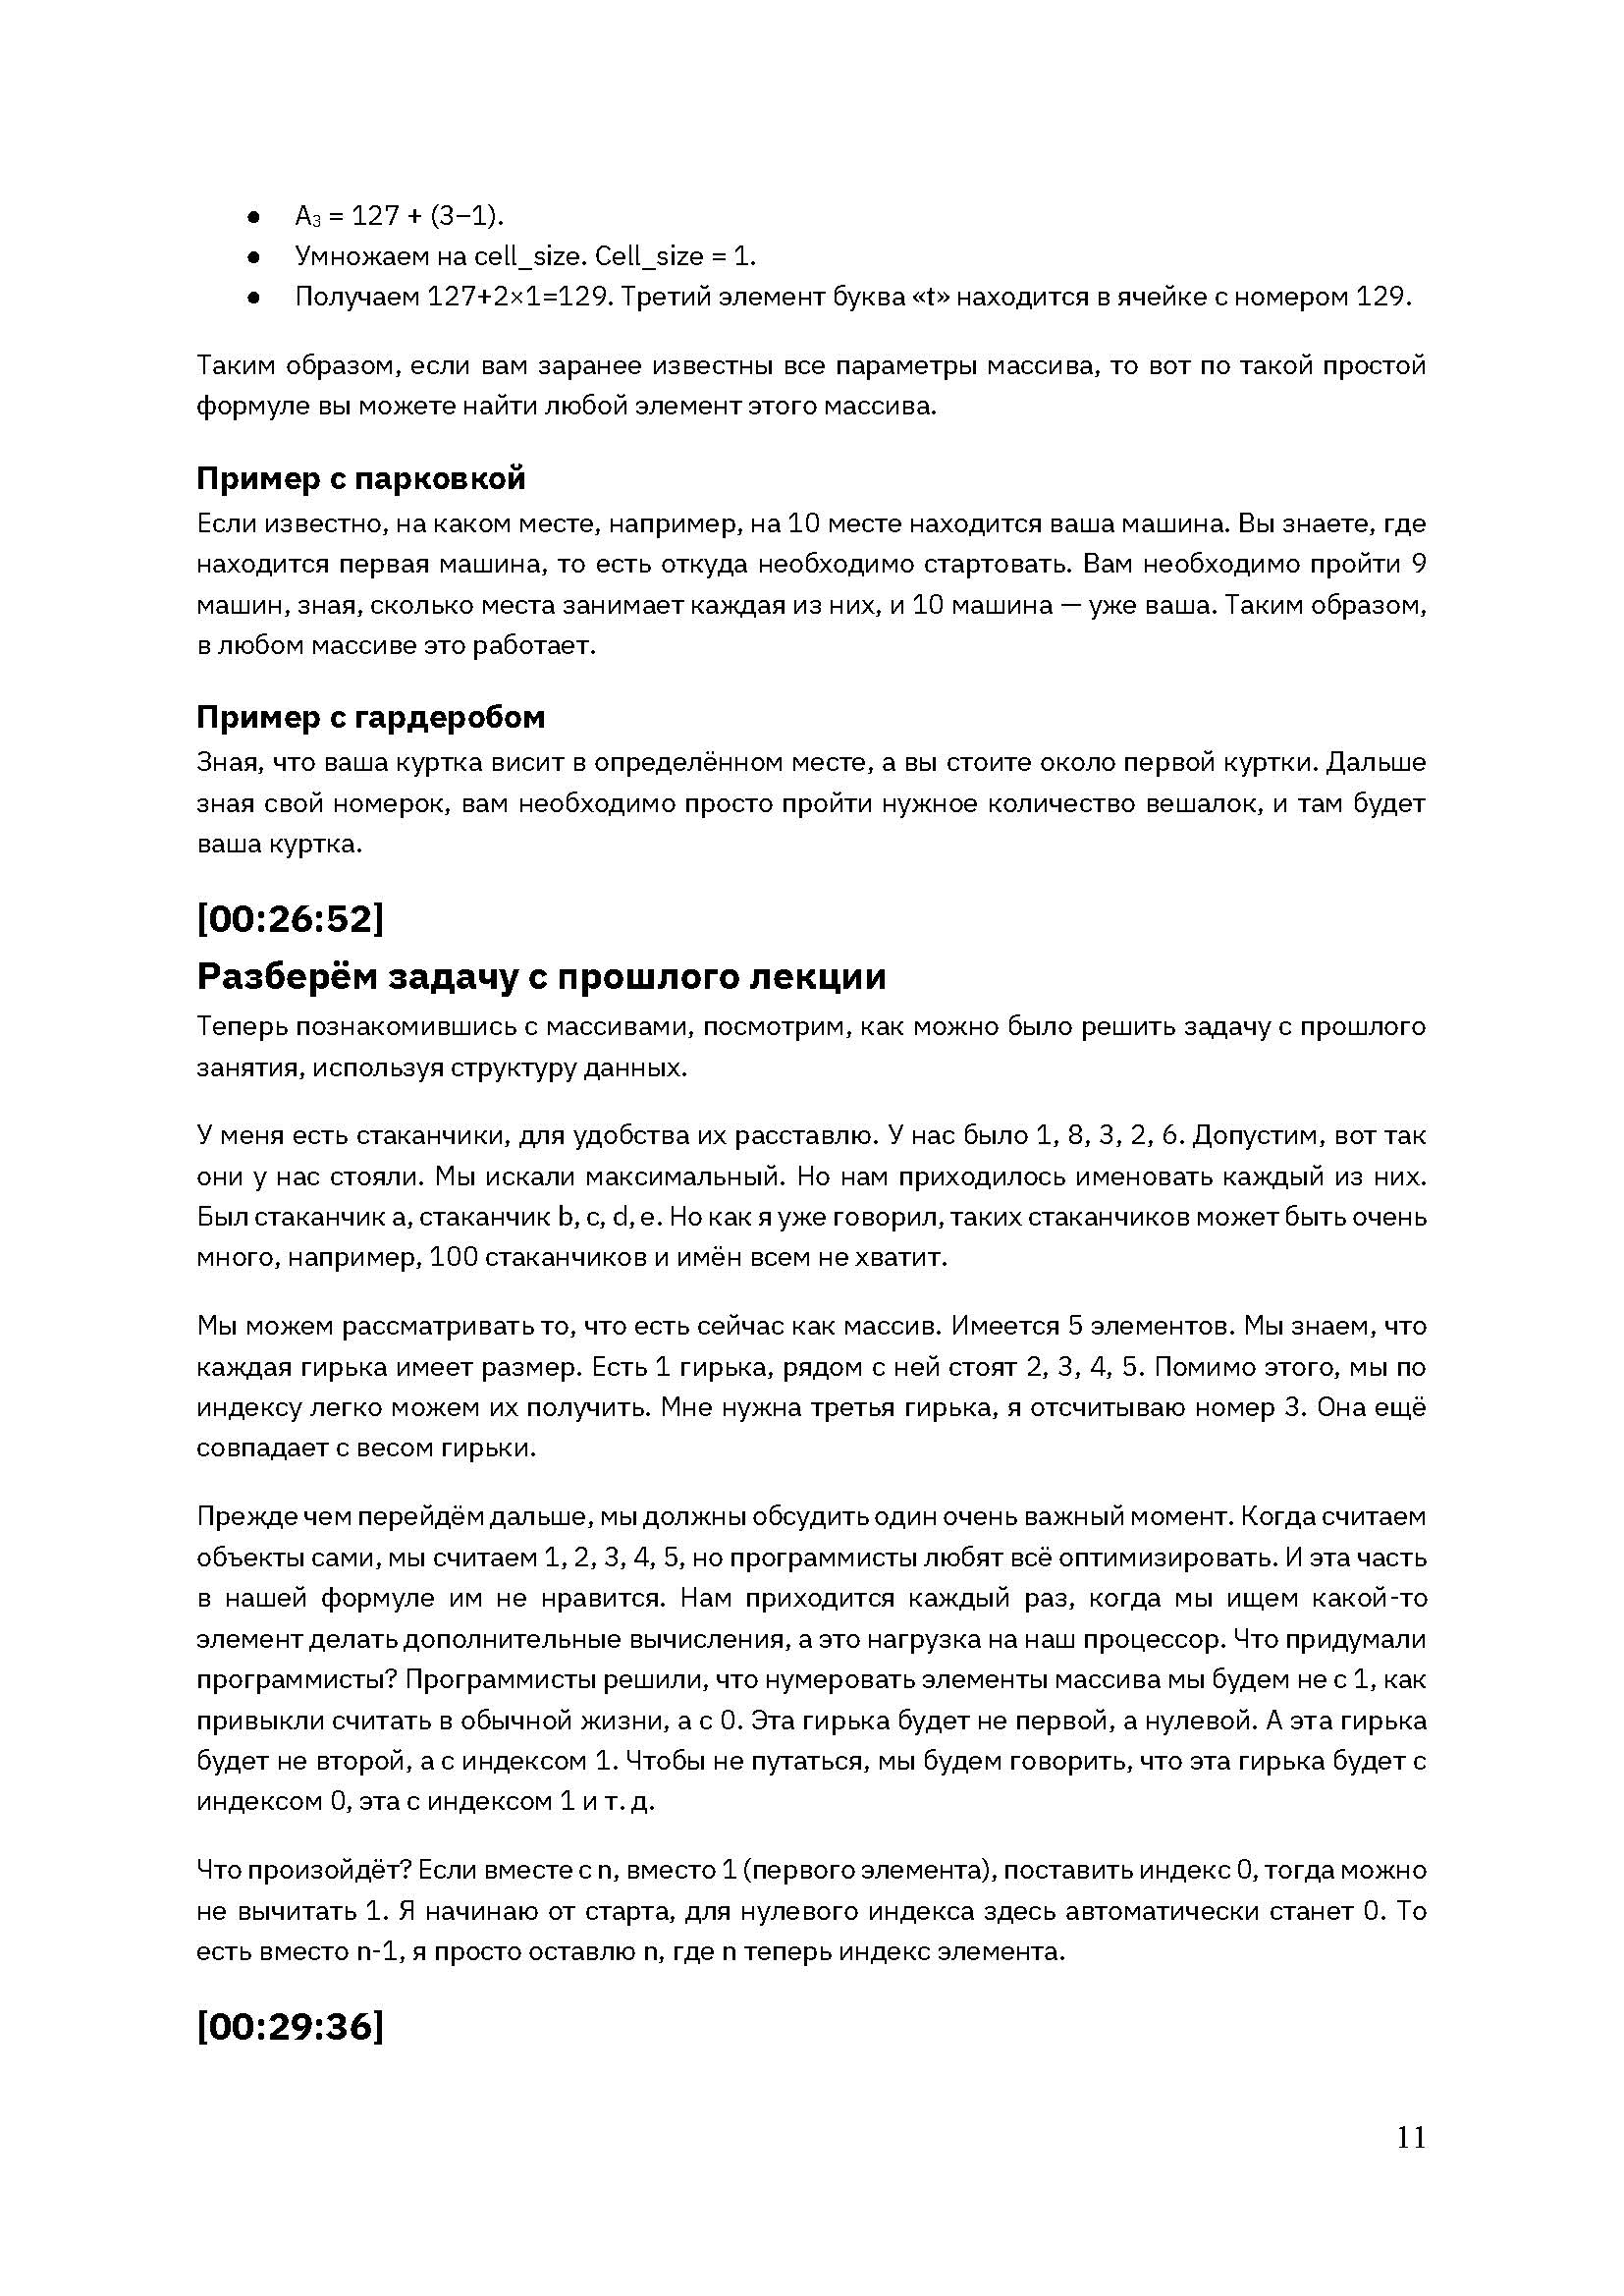 ● A₃ = 127 + (3−1).
● Умножаем на cell_size. Cell_size = 1.
● Получаем 127+2×1=129. Третий элемент буква «t» находится в ячейке с номером 129.
Таким образом, если вам заранее известны все параметры массива, то вот по такой простой
формуле вы можете найти любой элемент этого массива.
Пример с парковкой
Если известно, на каком месте, например, на 10 месте находится ваша машина. Вы знаете, где
находится первая машина, то есть откуда необходимо стартовать. Вам необходимо пройти 9
машин, зная, сколько места занимает каждая из них, и 10 машина — уже ваша. Таким образом,
в любом массиве это работает.
Пример с гардеробом
Зная, что ваша куртка висит в определённом месте, а вы стоите около первой куртки. Дальше
зная свой номерок, вам необходимо просто пройти нужное количество вешалок, и там будет
ваша куртка.
[00:26:52]
Разберём задачу с прошлого лекции
Теперь познакомившись с массивами, посмотрим, как можно было решить задачу с прошлого
занятия, используя структуру данных.
У меня есть стаканчики, для удобства их расставлю. У нас было 1, 8, 3, 2, 6. Допустим, вот так
они у нас стояли. Мы искали максимальный. Но нам приходилось именовать каждый из них.
Был стаканчик a, стаканчик b, c, d, e. Но как я уже говорил, таких стаканчиков может быть очень
много, например, 100 стаканчиков и имён всем не хватит.
Мы можем рассматривать то, что есть сейчас как массив. Имеется 5 элементов. Мы знаем, что
каждая гирька имеет размер. Есть 1 гирька, рядом с ней стоят 2, 3, 4, 5. Помимо этого, мы по
индексу легко можем их получить. Мне нужна третья гирька, я отсчитываю номер 3. Она ещё
совпадает с весом гирьки.
Прежде чем перейдём дальше, мы должны обсудить один очень важный момент. Когда считаем
объекты сами, мы считаем 1, 2, 3, 4, 5, но программисты любят всё оптимизировать. И эта часть
в нашей формуле им не нравится. Нам приходится каждый раз, когда мы ищем какой-то
элемент делать дополнительные вычисления, а это нагрузка на наш процессор. Что придумали
программисты? Программисты решили, что нумеровать элементы массива мы будем не с 1, как
привыкли считать в обычной жизни, а с 0. Эта гирька будет не первой, а нулевой. А эта гирька
будет не второй, а с индексом 1. Чтобы не путаться, мы будем говорить, что эта гирька будет с
индексом 0, эта с индексом 1 и т. д.
Что произойдёт? Если вместе с n, вместо 1 (первого элемента), поставить индекс 0, тогда можно
не вычитать 1. Я начинаю от старта, для нулевого индекса здесь автоматически станет 0. То
есть вместо n-1, я просто оставлю n, где n теперь индекс элемента.
[00:29:36]
11